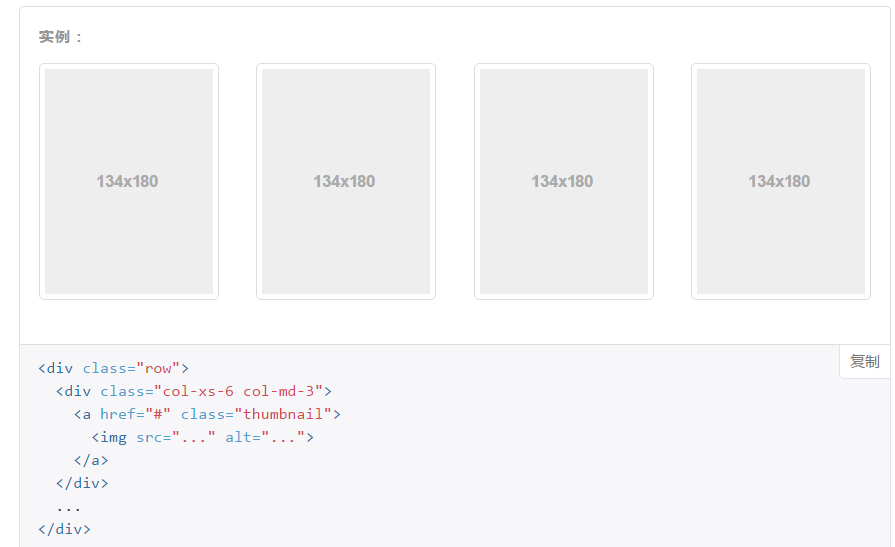 实例：
134x180 134x180 134x180 134x180
复制
<div class="row">
  <div class="col-xs-6 col-md-3">
    <a href="#" class="thumbnail">
      <img src="..." alt="...">
    </a>
  </div>
  ...
</div>